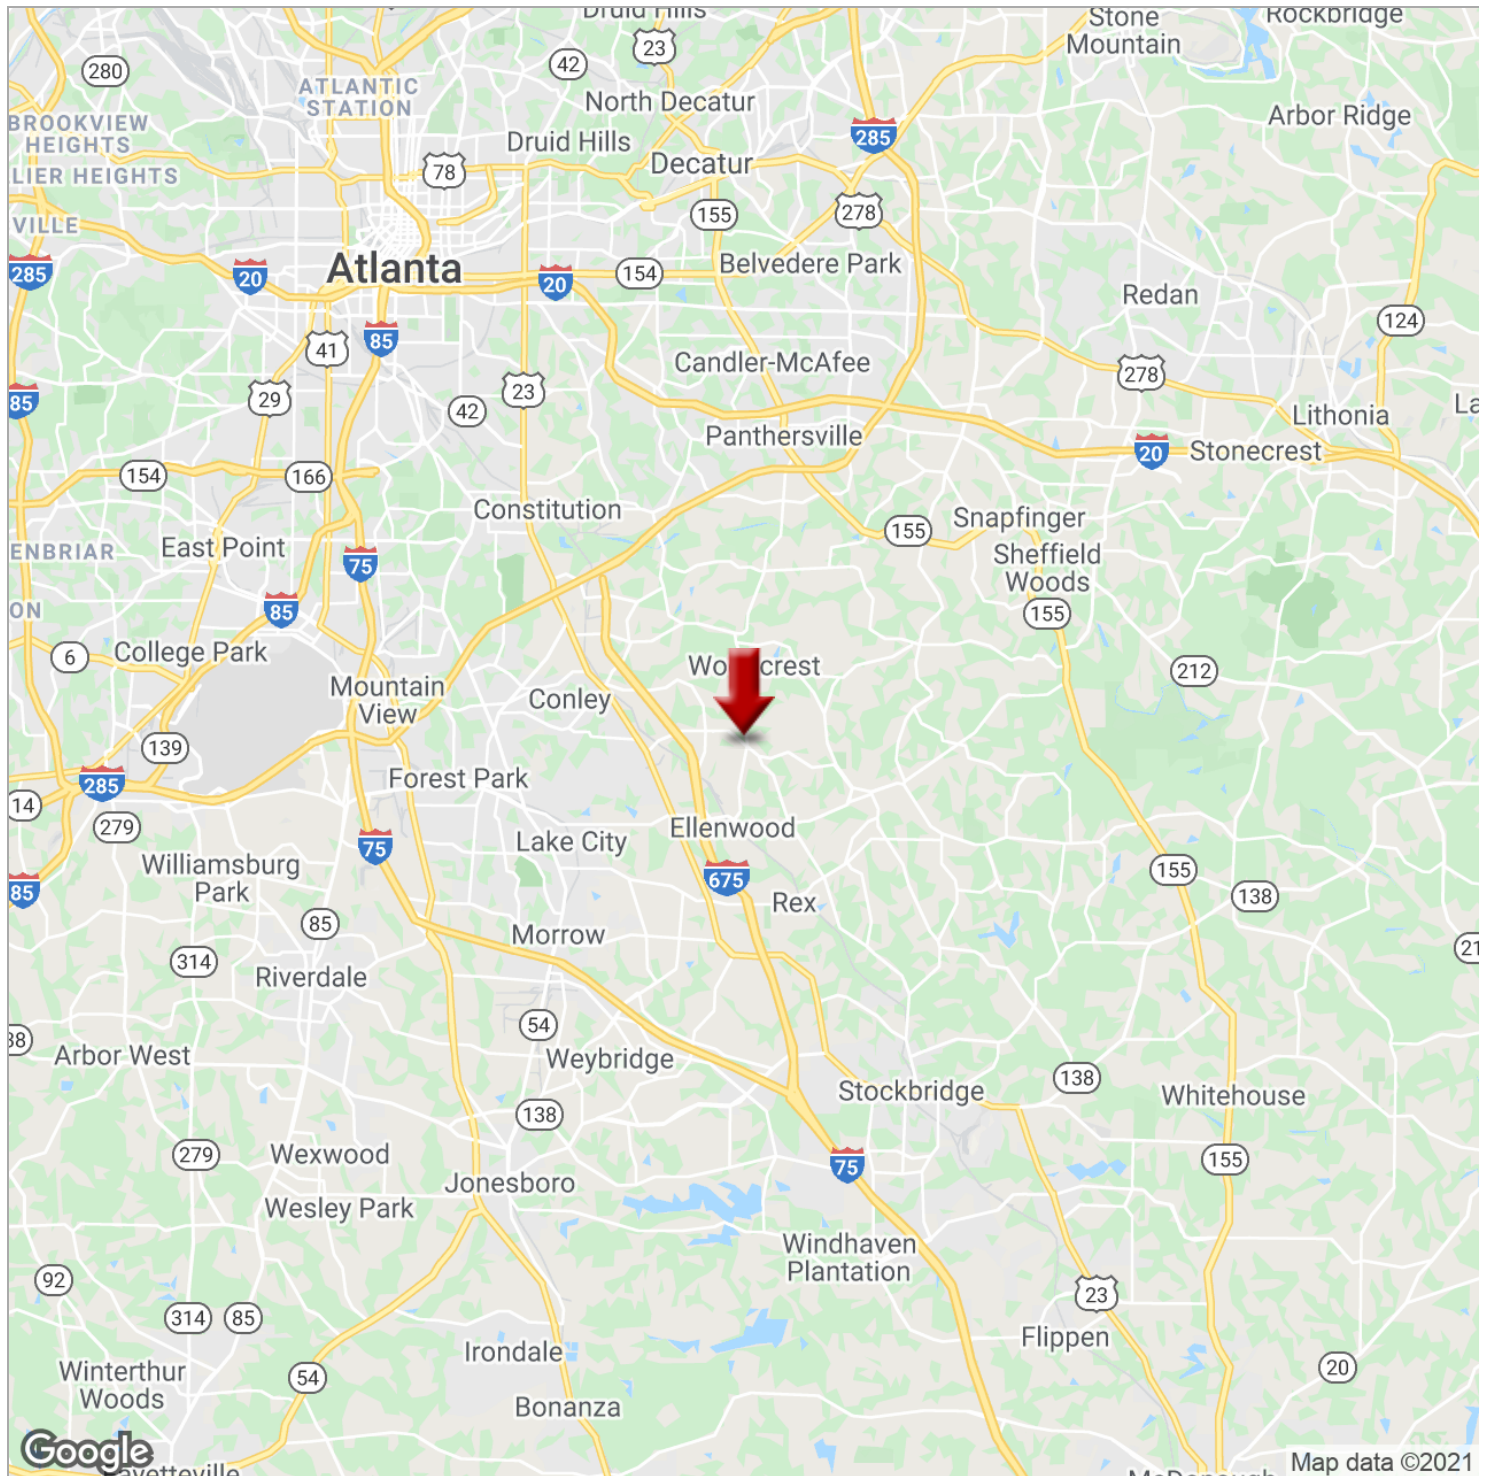 Druid Hills
Stone
Mountain
Rockbridge
23
42
280
ATLANTIC
STATION
North Decatur
Arbor Ridge
BROOKVIEW
HEIGHTS
Druid Hills
285
Decatur
LIER HEIGHTS
78
VILLE
155
278
285
20
Atlanta
20
154
Belvedere Park
Redan
124
41
85
Candler-McAfee
278
85
29
42
23
Lithonia
La
Panthersville
20
Stonecrest
154
166
Constitution
155
Snapfinger
ENBRIAR
East Point
75
Sheffield
Woods
ON
85
155
6
College Park
212
Mountain
View
Conley
139
285
Forest Park
14
279
Ellenwood
Lake City
75
Williamsburg
Park
85
675
155
138
Rex
85
Morrow
21
314
Riverdale
54
38
Arbor West
Weybridge
138
Stockbridge
Whitehouse
138
279
Wexwood
75
155
Jonesboro
Wesley Park
Windhaven
Plantation
92
23
314
85
Flippen
Irondale
20
Winterthur
Woods
54
Bonanza
Google
Map data ©2021